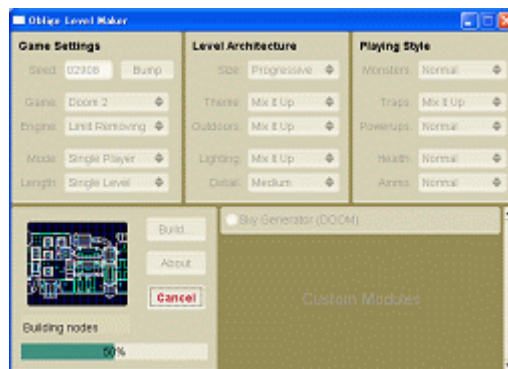 Oblige Level Maker
Game Settings
Seed: 02906 Bump
Game: Doom 2
Engine: Limit Removing
Mode: Single Player
Length: Single Level
Level Architecture
Size: Progressive
Theme: Mix It Up
Outdoors: Mix It Up
Lighting: Mix It Up
Detail: Medium
Playing Style
Monsters: Normal
Traps: Mix It Up
Powerups: Normal
Health: Normal
Ammo: Normal
Build...
About
Cancel
Building nodes
50%
Sky Generator (DOOM)
Custom Modules